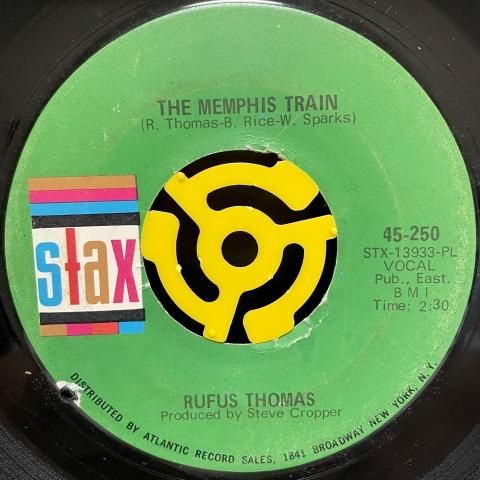 THE MEMPHIS TRAIN
(R. Thomas-B. Rice-W. Sparks)
stax
45-250
STX-13933-PL
VOCAL
Pub., East,
B M I
Time: 2:30
RUFUS THOMAS
Produced by Steve Cropper
DISTRIBUTED BY ATLANTIC RECORD SALES, 1841 BROADWAY NEW YORK, N. Y.